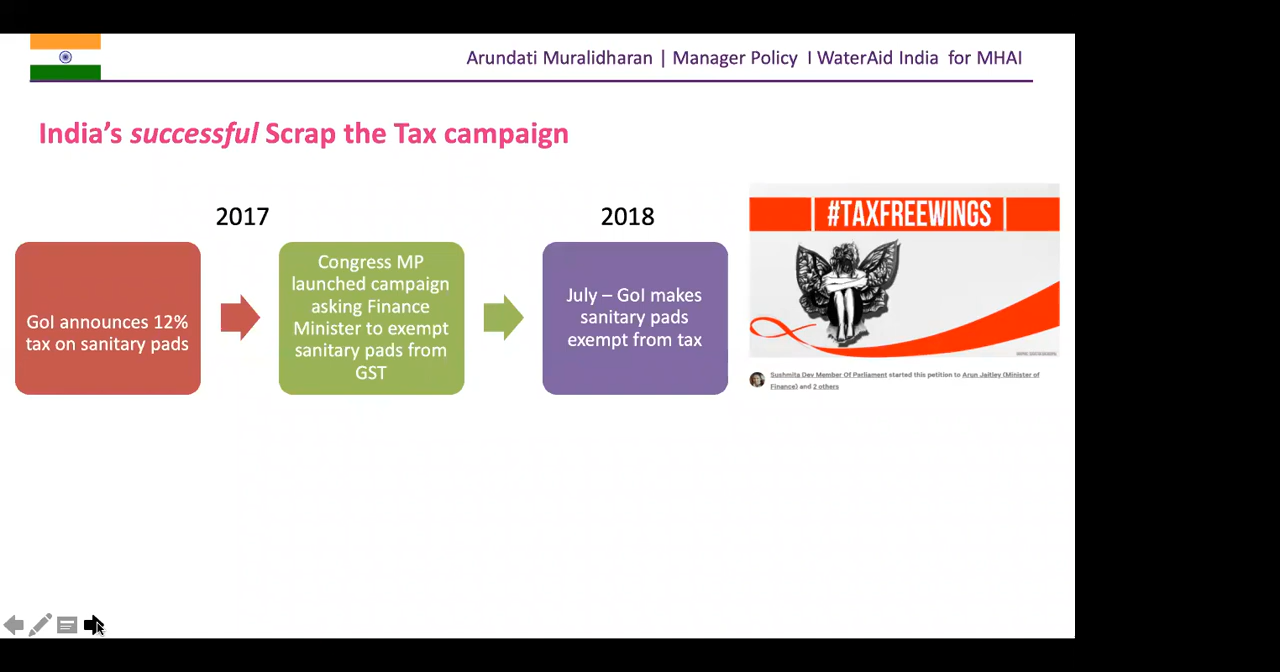 Arundati Muralidharan | Manager Policy I WaterAid India for MHAI
India's successful Scrap the Tax campaign
2017
2018
GoI announces 12%
tax on sanitary pads
Congress MP
launched campaign
asking Finance
Minister to exempt
sanitary pads from
GST
July – GoI makes
sanitary pads
exempt from tax
#TAXFREEWINGS
Sushmita Dev Member Of Parliament started this petition to Arun Jaitley (Minister of
Finance) and 2 others